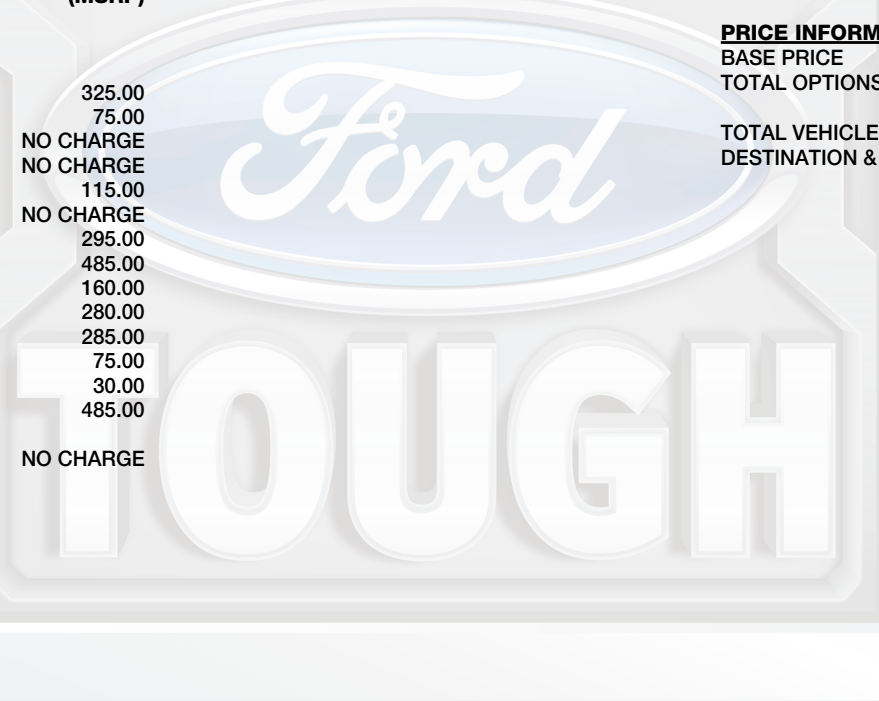 (MSRP)
325.00
75.00
NO CHARGE
NO CHARGE
115.00
NO CHARGE
295.00
485.00
160.00
280.00
285.00
75.00
30.00
485.00
NO CHARGE
PRICE INFORM
BASE PRICE
TOTAL OPTIONS
TOTAL VEHICLE
DESTINATION &
Ford
TOUGH